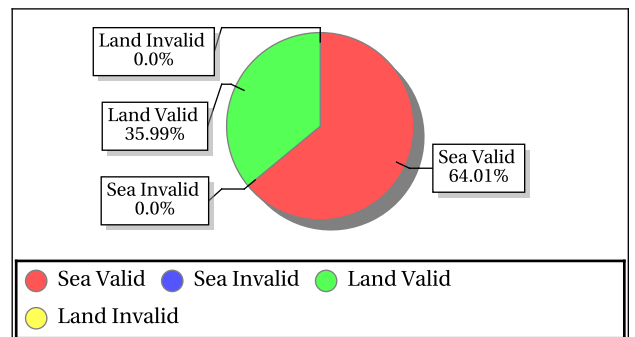 Land Invalid
0.0%
Land Valid
35.99%
Sea Valid
64.01%
Sea Invalid
0.0%
Sea Valid
Sea Invalid
Land Valid
Land Invalid